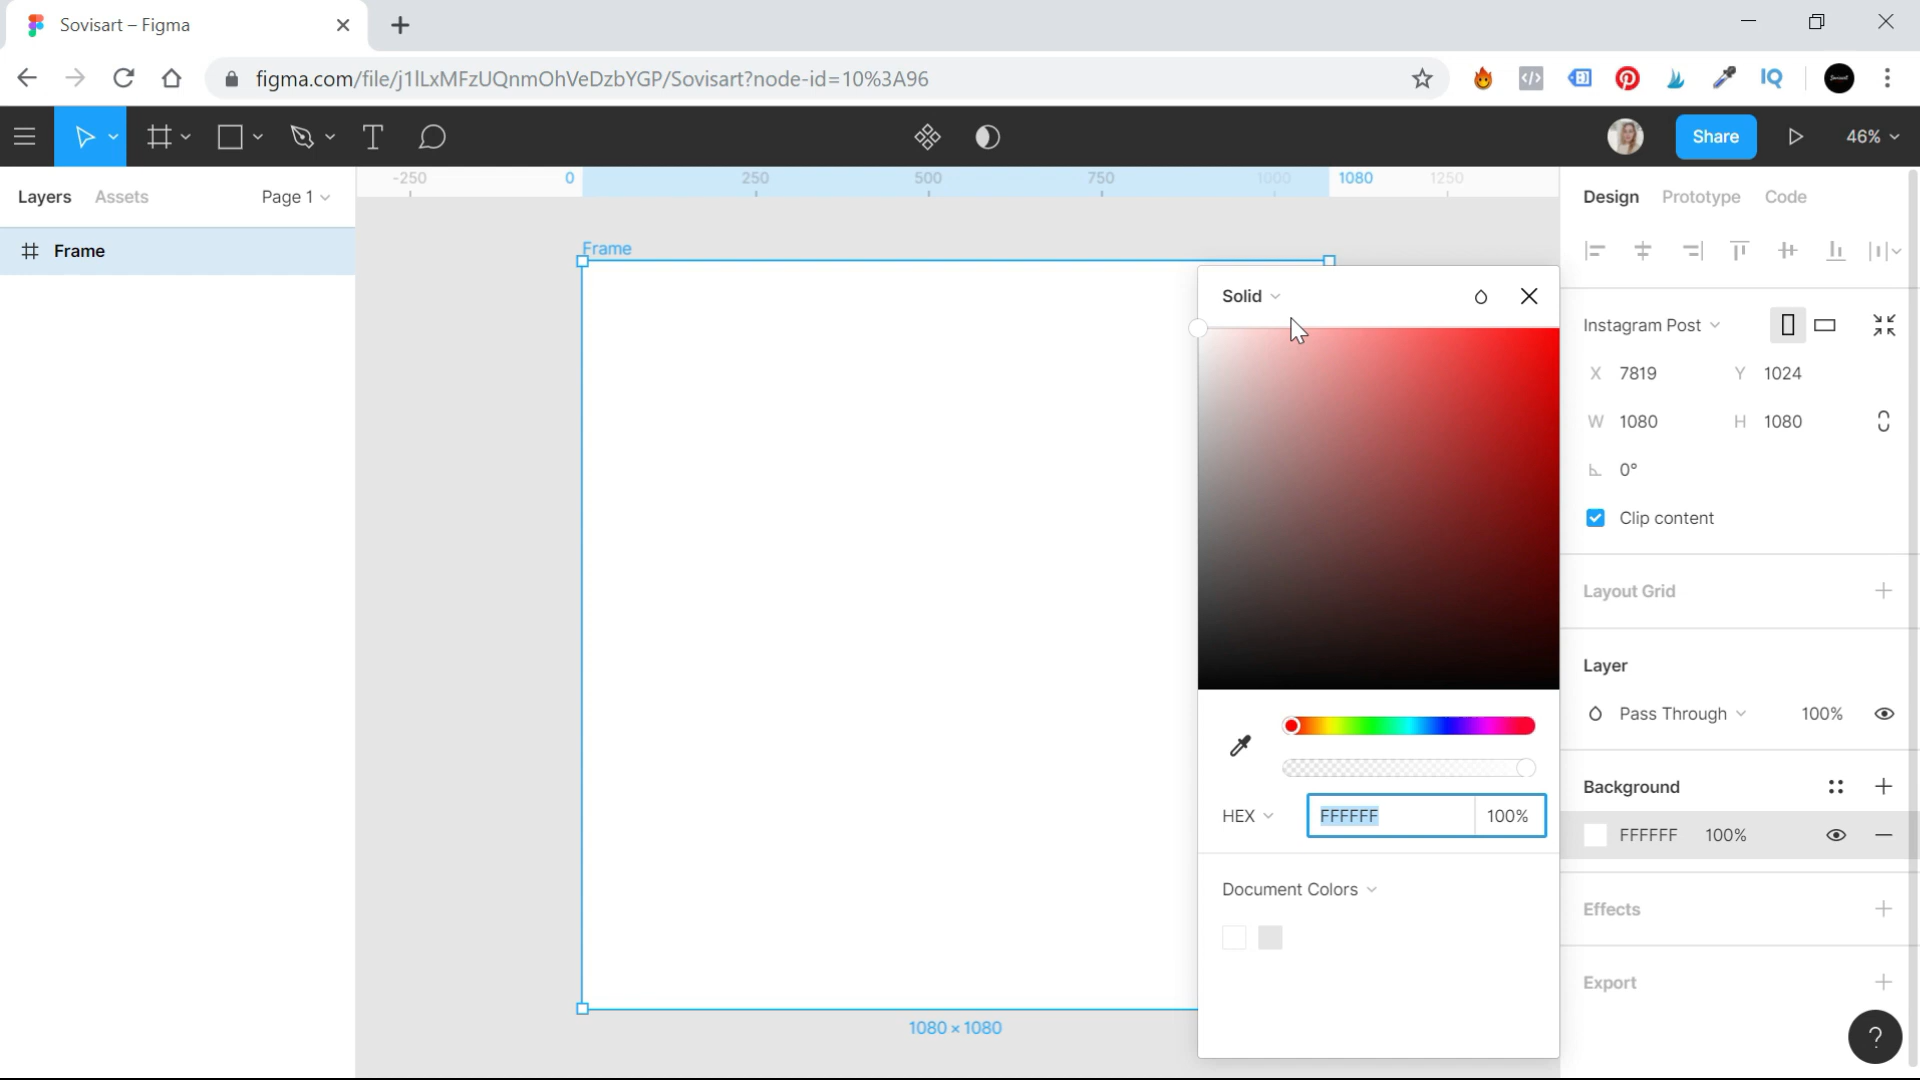 Sovisart – Figma
figma.com/file/j1lLxMFzUQnmOhVeDzbYGP/Sovisart?node-id=10%3A96
IQ
Share
46%
Layers Assets Page 1
-250 0 250 500 750 1000 1080 1250
Design Prototype Code
Frame
Frame
Solid
Instagram Post
X 7819 Y 1024
W 1080 H 1080
0°
Clip content
Layout Grid
Layer
Pass Through 100%
Background
HEX FFFFFF 100%
FFFFFF 100%
Document Colors
Effects
Export
1080 × 1080
?